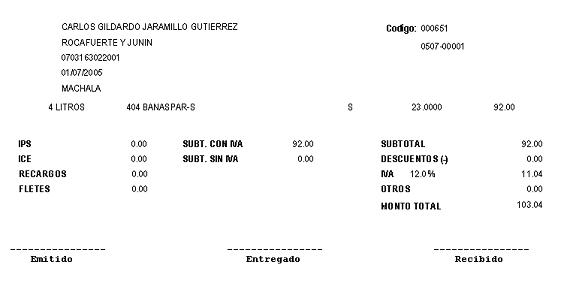 CARLOS GILDARDO JARAMILLO GUTIERREZ Codigo: 000651
ROCAFUERTE Y JUNIN 0507-00001
0703163022001
01/07/2005
MACHALA
4 LITROS 404 BANASPAR-S S 23.0000 92.00
IPS 0.00 SUBT. CON IVA 92.00 SUBTOTAL 92.00
ICE 0.00 SUBT. SIN IVA 0.00 DESCUENTOS (-) 0.00
RECARGOS 0.00 IVA 12.0% 11.04
FLETES 0.00 OTROS 0.00
MONTO TOTAL 103.04
Emitido Entregado Recibido